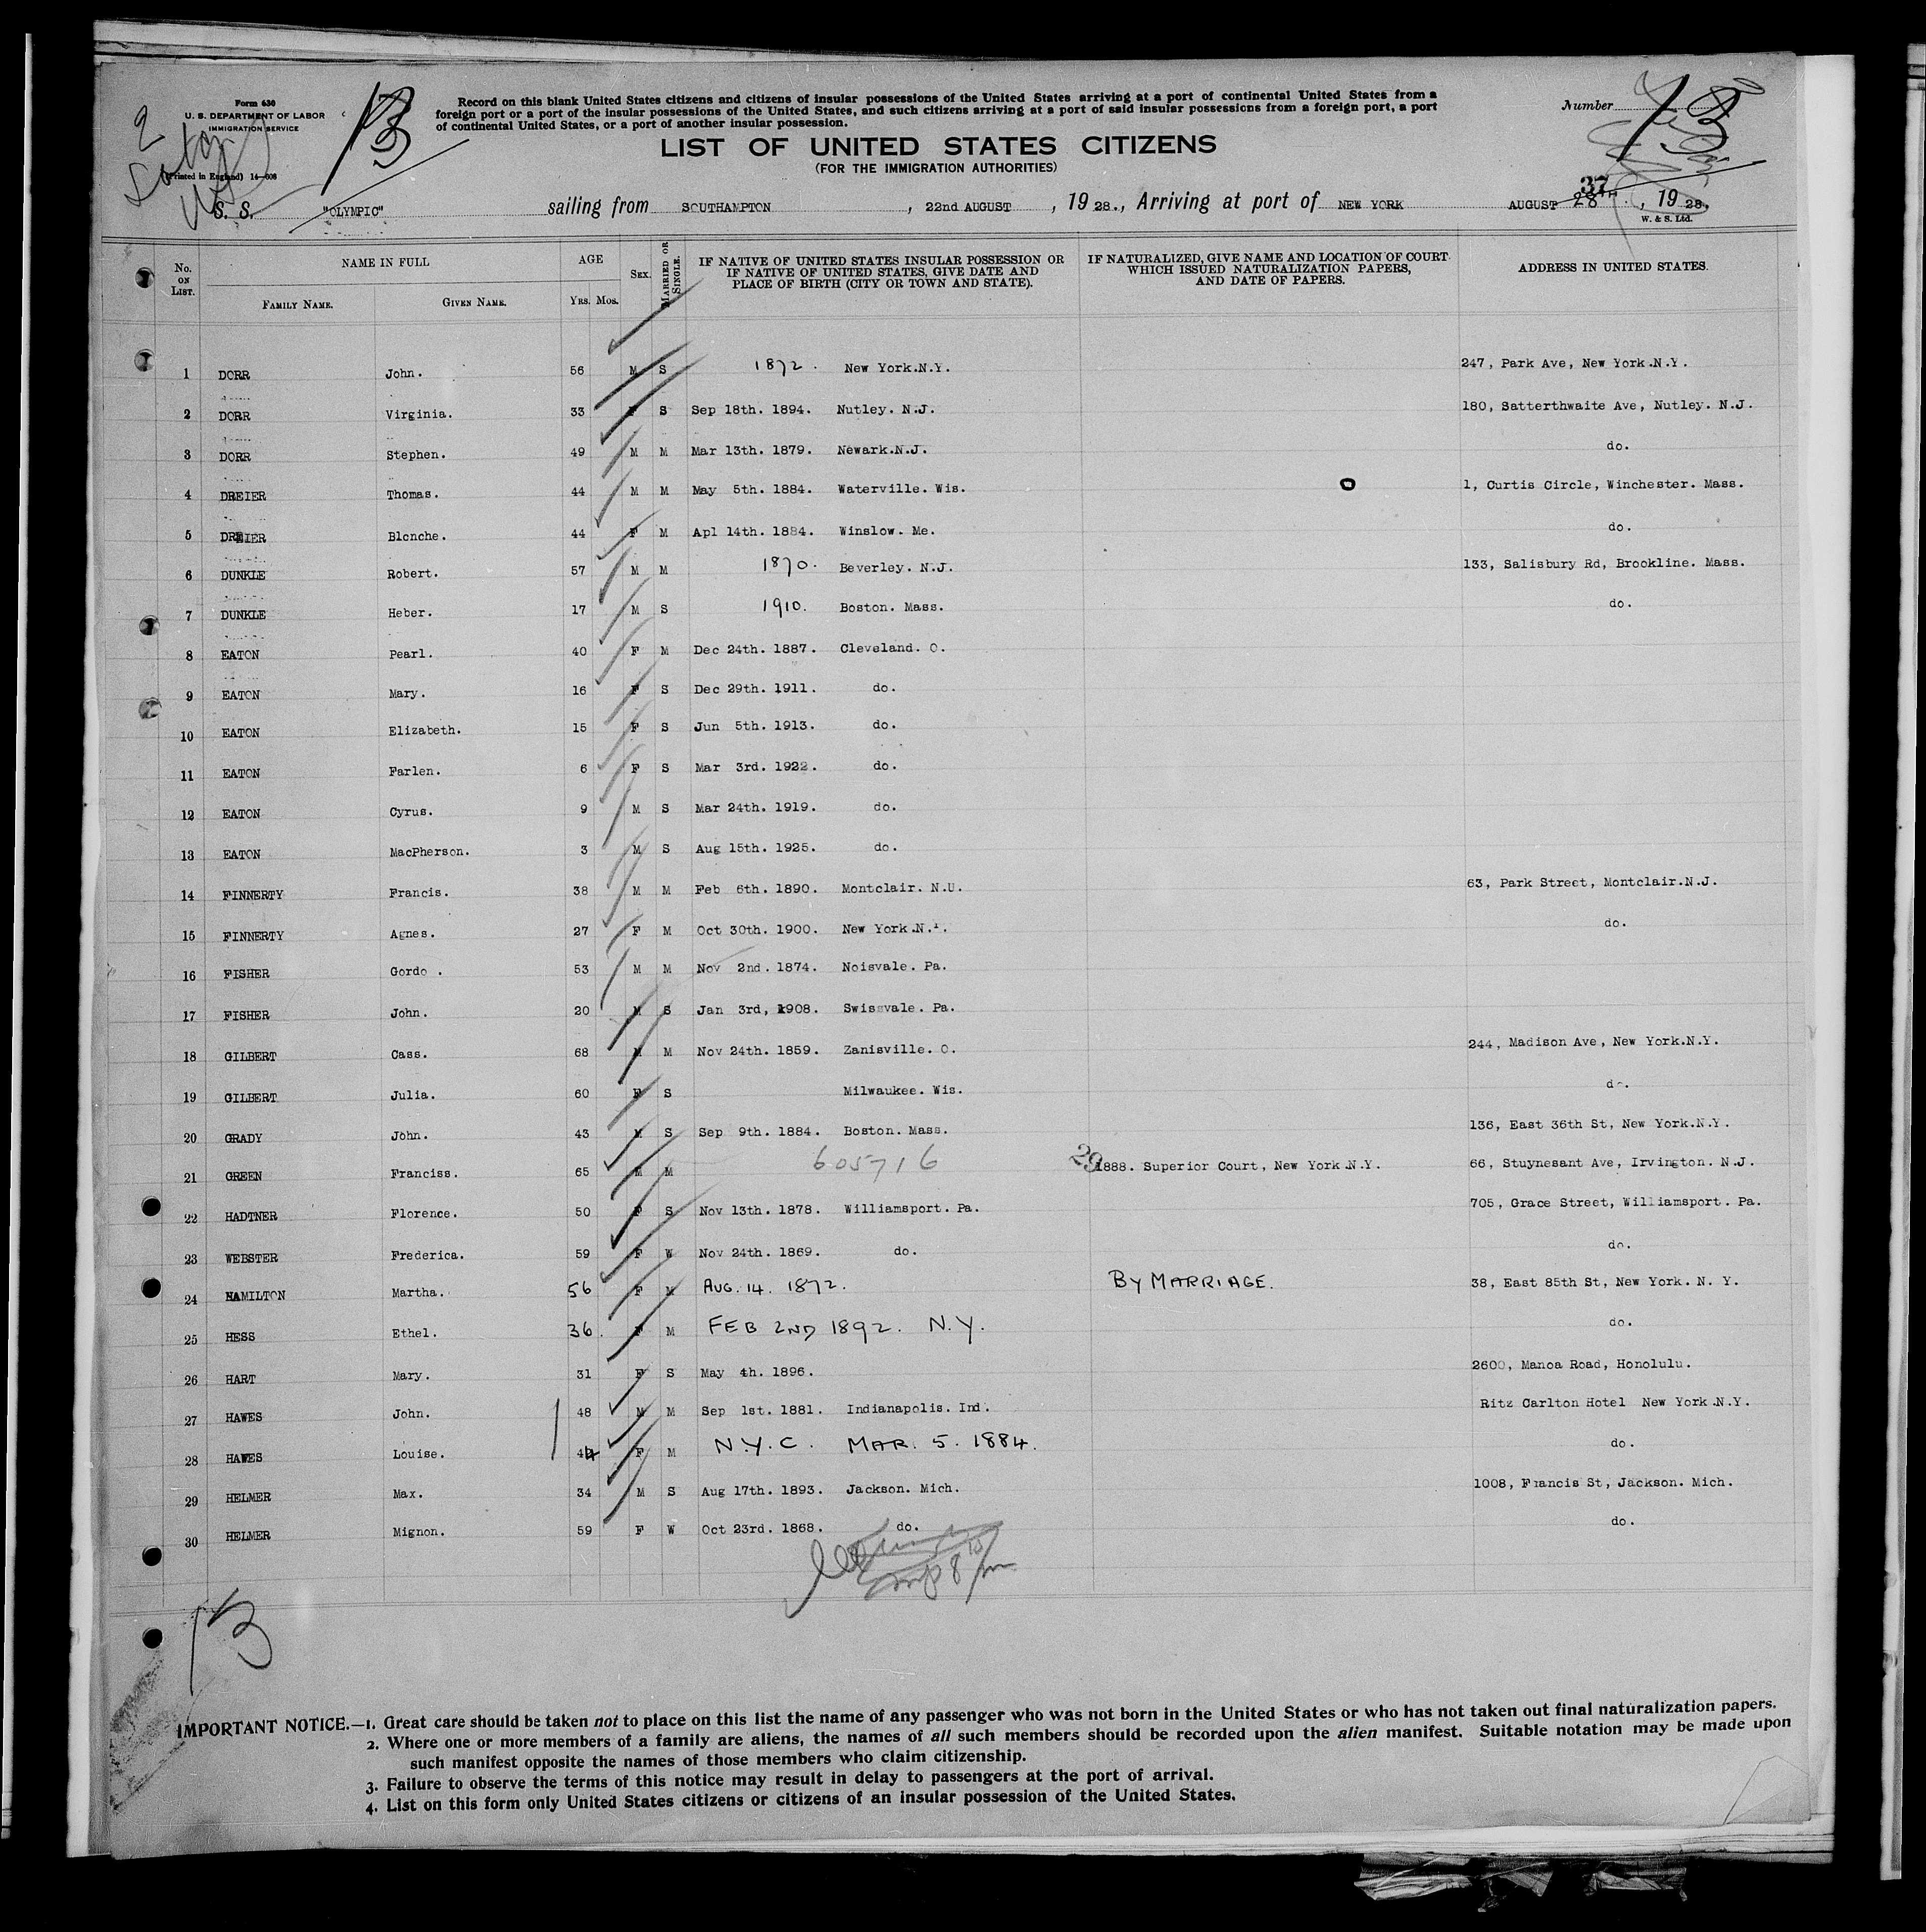 Form 630
U. S. DEPARTMENT OF LABOR
IMMIGRATION SERVICE
(Printed in England) 14—608
2
13
Record on this blank United States citizens and citizens of insular possessions of the United States arriving at a port of continental United States from a
foreign port or a port of the insular possessions of the United States, and such citizens arriving at a port of said insular possessions from a foreign port, a port
of continental United States, or a port of another insular possession.
Number 13
LIST OF UNITED STATES CITIZENS
(FOR THE IMMIGRATION AUTHORITIES)
37
S. S. "OLYMPIC" sailing from SOUTHAMPTON, 22nd AUGUST, 1928., Arriving at port of NEW YORK AUGUST 28TH., 1928,
W. & S. Ltd.
No. ON LIST. NAME IN FULL FAMILY NAME. GIVEN NAME. AGE YRS. MOS. SEX. MARRIED OR SINGLE. IF NATIVE OF UNITED STATES INSULAR POSSESSION OR IF NATIVE OF UNITED STATES, GIVE DATE AND PLACE OF BIRTH (CITY OR TOWN AND STATE). IF NATURALIZED, GIVE NAME AND LOCATION OF COURT WHICH ISSUED NATURALIZATION PAPERS, AND DATE OF PAPERS. ADDRESS IN UNITED STATES.
1 DORR John. 56 M S 1872. New York.N.Y. 247, Park Ave, New York.N.Y.
2 DORR Virginia. 33 F S Sep 18th. 1894. Nutley. N.J. 180, Satterthwaite Ave, Nutley. N.J.
3 DORR Stephen. 49 M M Mar 13th. 1879. Newark.N.J. do.
4 DREIER Thomas. 44 M M May 5th. 1884. Waterville. Wis. O 1, Curtis Circle, Winchester. Mass.
5 DREIER Blonche. 44 F M Apl 14th. 1884. Winslow. Me. do.
6 DUNKLE Robert. 57 M M 1870. Beverley. N.J. 133, Salisbury Rd, Brookline. Mass.
7 DUNKLE Heber. 17 M S 1910. Boston. Mass. do.
8 EATON Pearl. 40 F M Dec 24th. 1887. Cleveland. O.
9 EATON Mary. 16 F S Dec 29th. 1911. do.
10 EATON Elizabeth. 15 F S Jun 5th. 1913. do.
11 EATON Farlen. 6 F S Mar 3rd. 1922. do.
12 EATON Cyrus. 9 M S Mar 24th. 1919. do.
13 EATON MacPherson. 3 M S Aug 15th. 1925. do.
14 FINNERTY Francis. 38 M M Feb 6th. 1890. Montclair. N.U. 63, Park Street, Montclair.N.J.
15 FINNERTY Agnes. 27 F M Oct 30th. 1900. New York.N.Y. do.
16 FISHER Gordo . 53 M M Nov 2nd. 1874. Noisvale. Pa.
17 FISHER John. 20 M S Jan 3rd, 1908. Swissvale. Pa.
18 GILBERT Cass. 68 M M Nov 24th. 1859. Zanisville. O. 244, Madison Ave, New York.N.Y.
19 GILBERT Julia. 60 F S Milwaukee. Wis. do.
20 GRADY John. 43 M S Sep 9th. 1884. Boston. Mass. 136, East 36th St, New York.N.Y.
21 GREEN Franciss. 65 M M 605716 29 1888. Superior Court, New York.N.Y. 66, Stuynesant Ave, Irvington. N.J.
22 HADTNER Florence. 50 F S Nov 13th. 1878. Williamsport. Pa. 705, Grace Street, Williamsport. Pa.
23 WEBSTER Frederica. 59 F W Nov 24th. 1869. do. do.
24 HAMILTON Martha. 56 F M AUG. 14. 1872. BY MARRIAGE. 38, East 85th St, New York. N. Y.
25 HESS Ethel. 36. F M FEB 2ND 1892. N.Y. do.
26 HART Mary. 31 F S May 4h. 1896. 2600, Manoa Road, Honolulu.
27 HAWES John. 48 M M Sep 1st. 1881. Indianapolis. Ind. Ritz Carlton Hotel New York.N.Y.
28 HAWES Louise. 44 F M N.Y.C. MAR. 5. 1884. do.
29 HELMER Max. 34 M S Aug 17th. 1893. Jackson. Mich. 1008, Francis St, Jackson. Mich.
30 HELMER Mignon. 59 F W Oct 23rd. 1868. do. do.
13
IMPORTANT NOTICE.—1. Great care should be taken not to place on this list the name of any passenger who was not born in the United States or who has not taken out final naturalization papers.
2. Where one or more members of a family are aliens, the names of all such members should be recorded upon the alien manifest. Suitable notation may be made upon
such manifest opposite the names of those members who claim citizenship.
3. Failure to observe the terms of this notice may result in delay to passengers at the port of arrival.
4. List on this form only United States citizens or citizens of an insular possession of the United States.